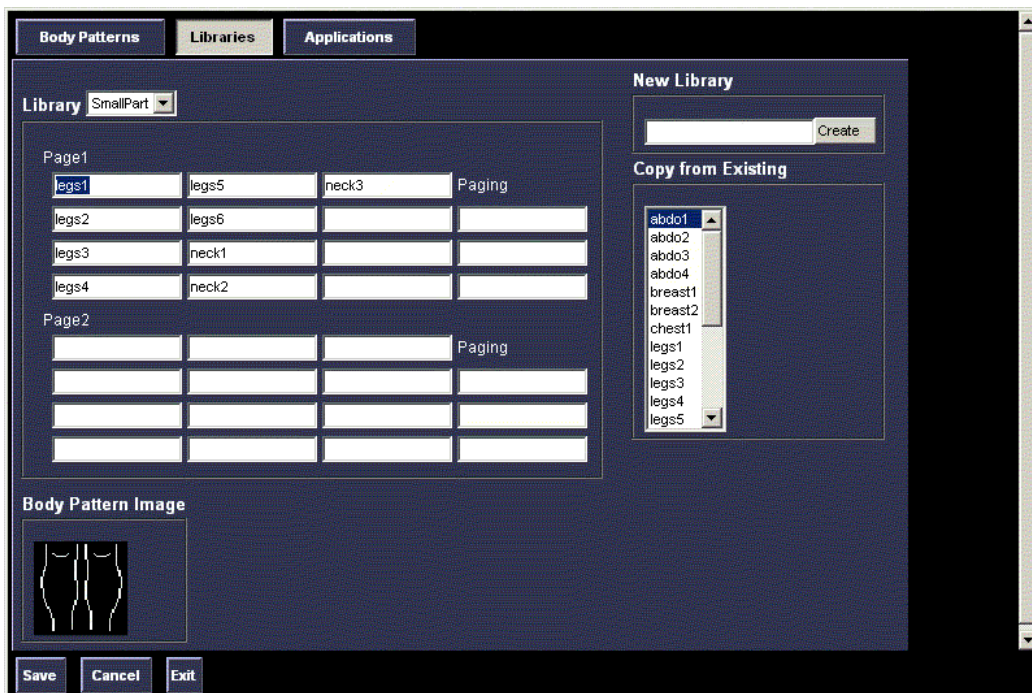 Body Patterns Libraries Applications
Library SmallPart
Page1
legs1 legs5 neck3 Paging
legs2 legs6
legs3 neck1
legs4 neck2
Page2
Paging
Body Pattern Image
New Library
Create
Copy from Existing
abdo1
abdo2
abdo3
abdo4
breast1
breast2
chest1
legs1
legs2
legs3
legs4
legs5
Save Cancel Exit